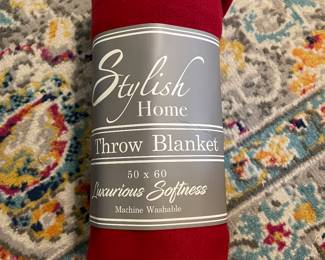 Stylish
Home
Throw Blanket
50 x 60
Luxurious Softness
Machine Washable